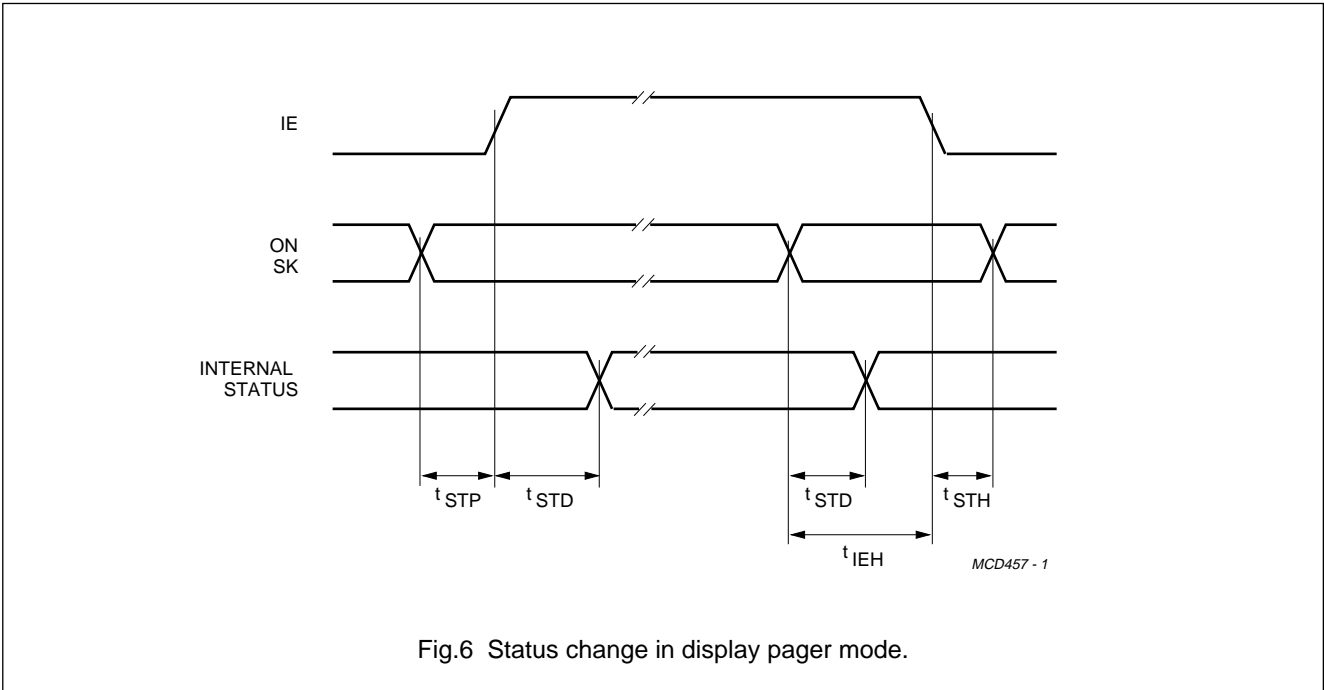 IE
ON
SK
INTERNAL
STATUS
t STP
t STD
t STD
t STH
t IEH
MCD457 - 1
Fig.6 Status change in display pager mode.